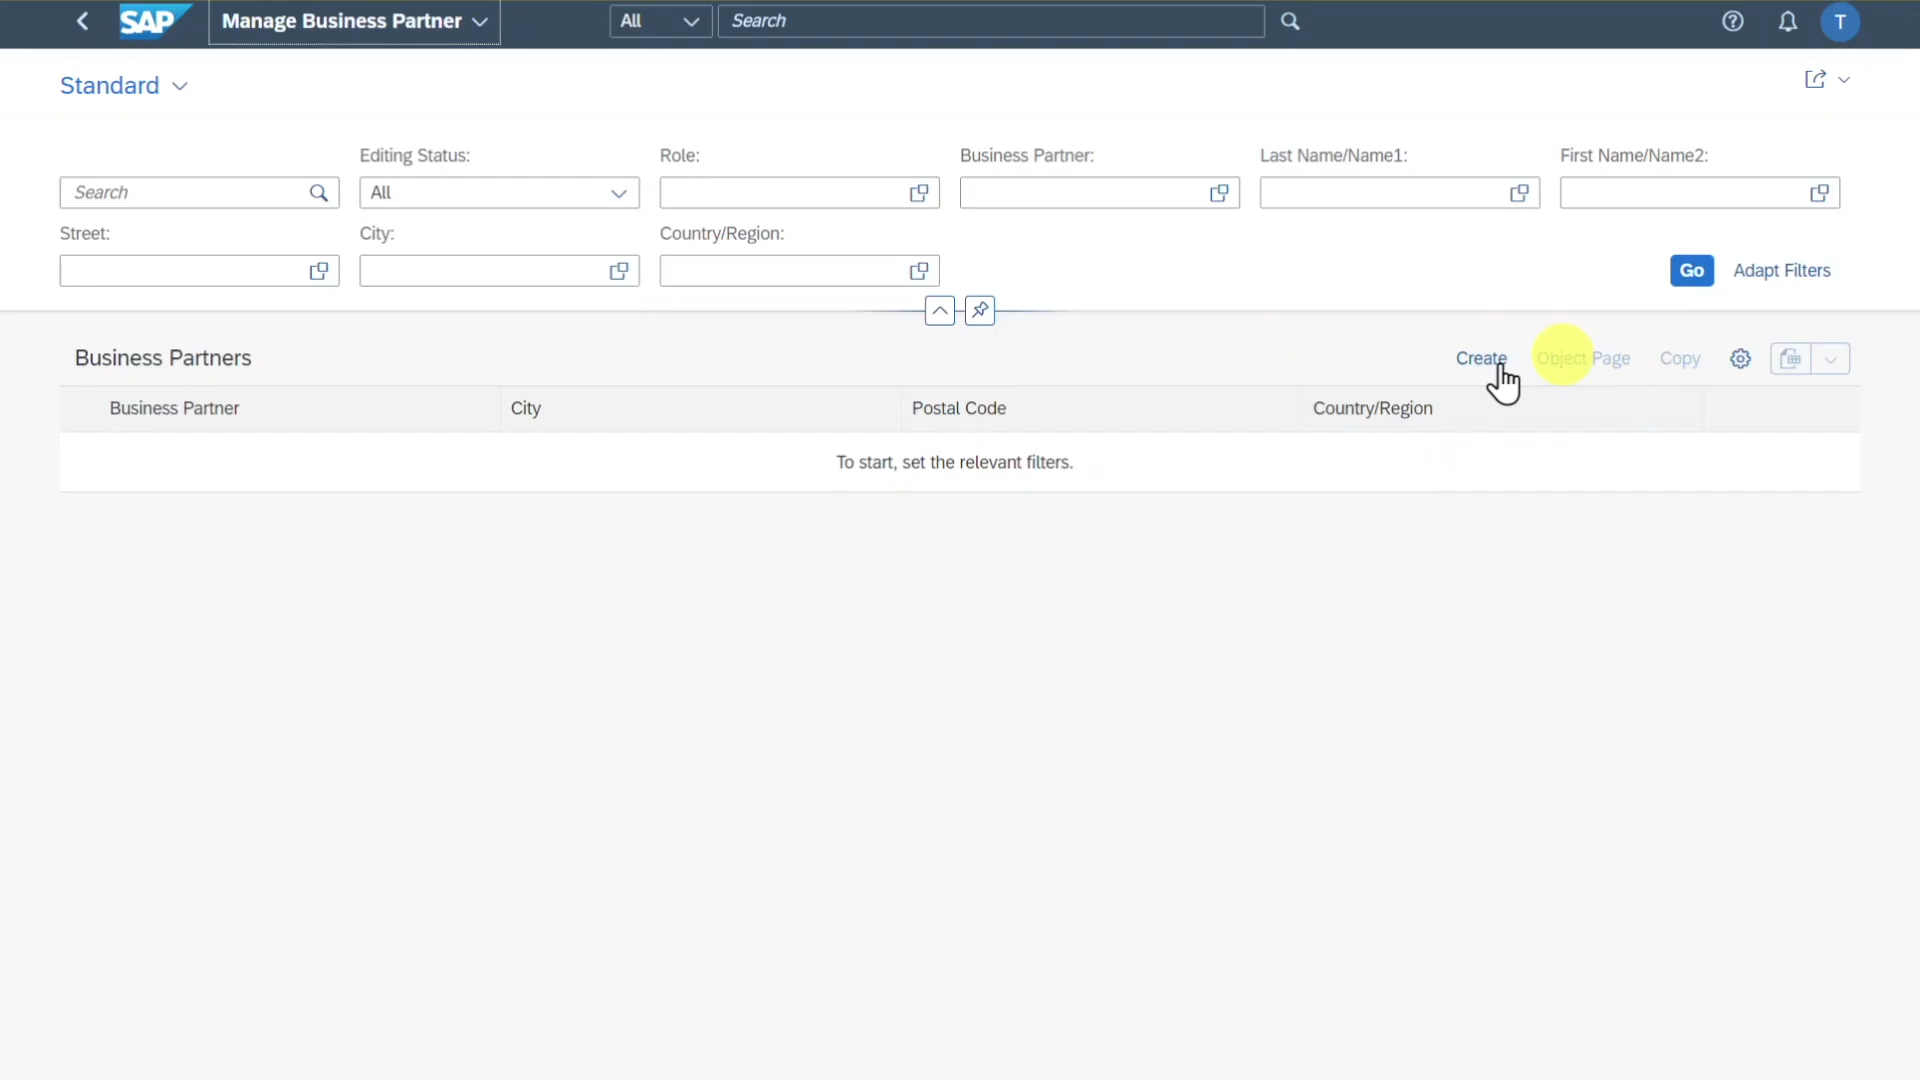 SAP Manage Business Partner All Search T
Standard
Editing Status: Role: Business Partner: Last Name/Name1: First Name/Name2:
Search All
Street: City: Country/Region:
Go Adapt Filters
Business Partners Create Object Page Copy
Business Partner City Postal Code Country/Region
To start, set the relevant filters.